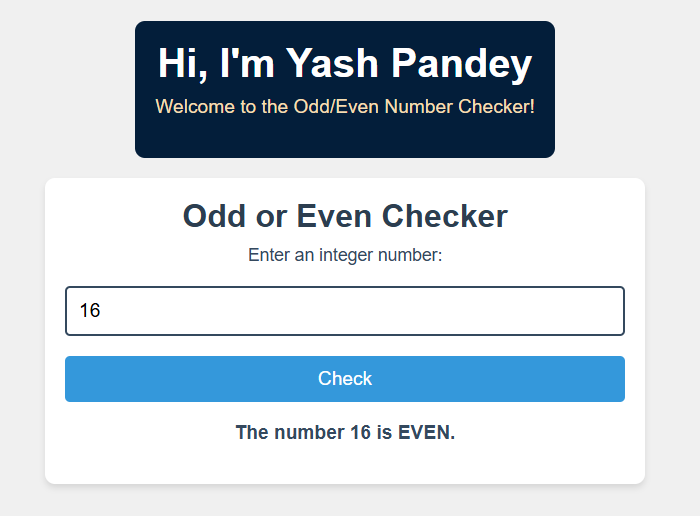 Hi, I'm Yash Pandey
Welcome to the Odd/Even Number Checker!
Odd or Even Checker
Enter an integer number:
16
Check
The number 16 is EVEN.